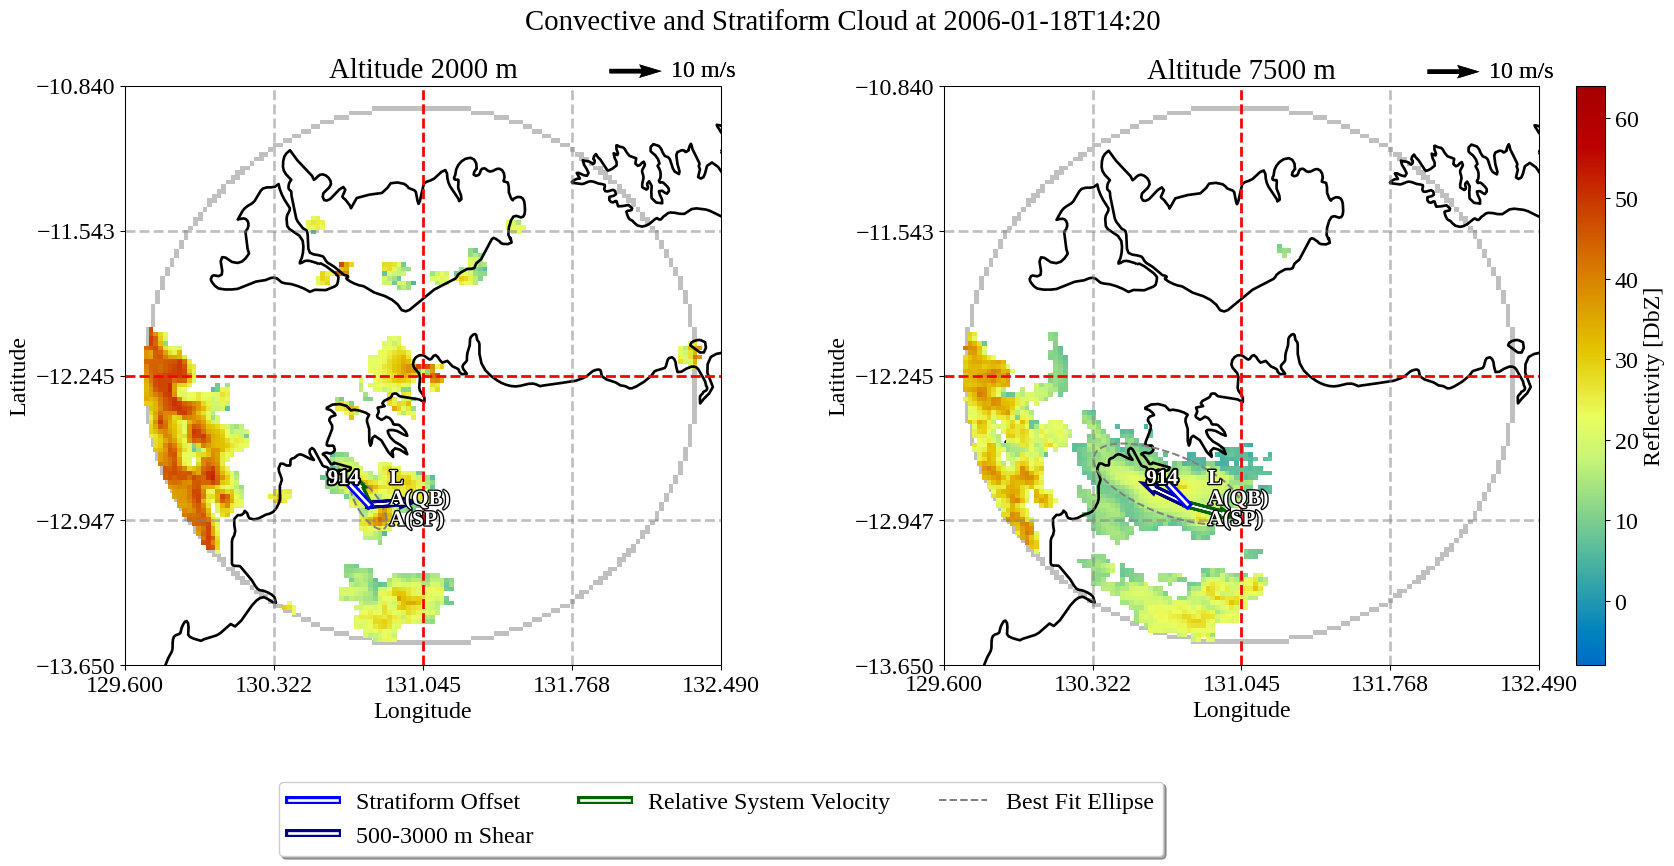 Convective and Stratiform Cloud at 2006-01-18T14:20
Altitude 2000 m
10 m/s
Altitude 7500 m
10 m/s
−10.840
−11.543
−12.245
−12.947
−13.650
Latitude
129.600
130.322
131.045
131.768
132.490
Longitude
914
L
A(QB)
A(SP)
−10.840
−11.543
−12.245
−12.947
−13.650
Latitude
129.600
130.322
131.045
131.768
132.490
Longitude
914
L
A(QB)
A(SP)
60
50
40
30
20
10
0
Reflectivity [DbZ]
Stratiform Offset
500-3000 m Shear
Relative System Velocity
Best Fit Ellipse